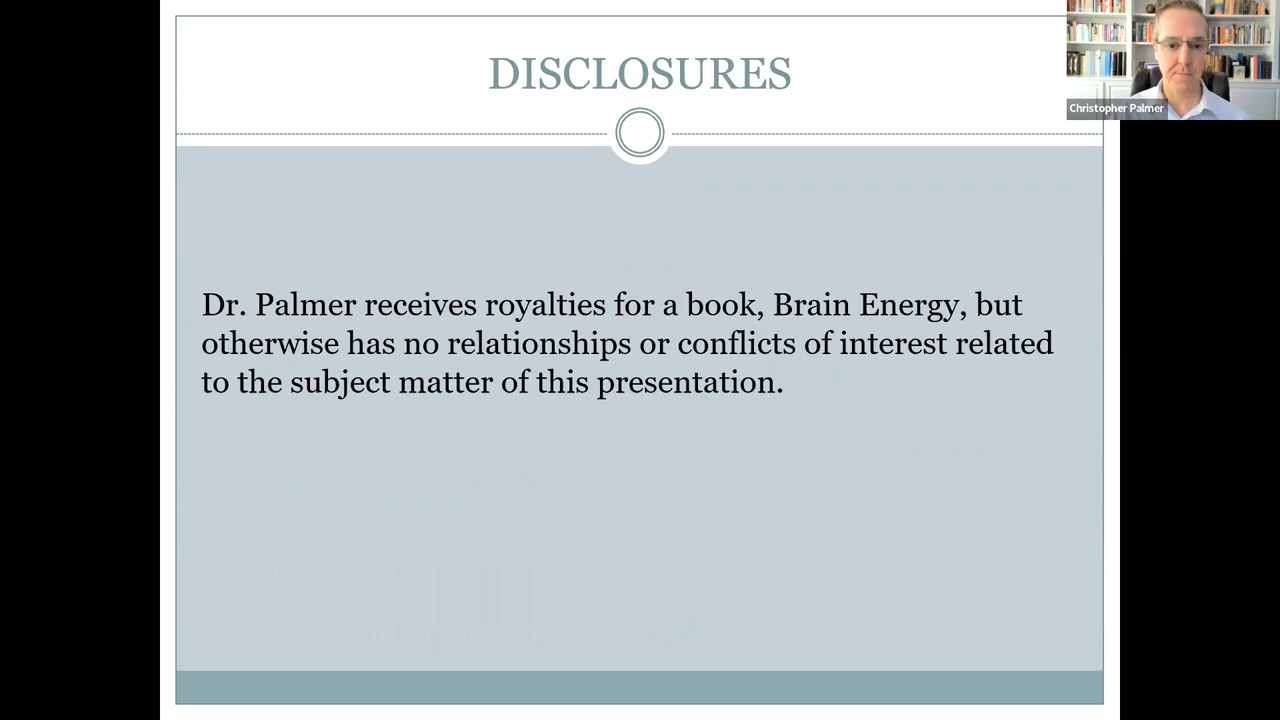 DISCLOSURES
Christopher Palmer
Dr. Palmer receives royalties for a book, Brain Energy, but
otherwise has no relationships or conflicts of interest related
to the subject matter of this presentation.